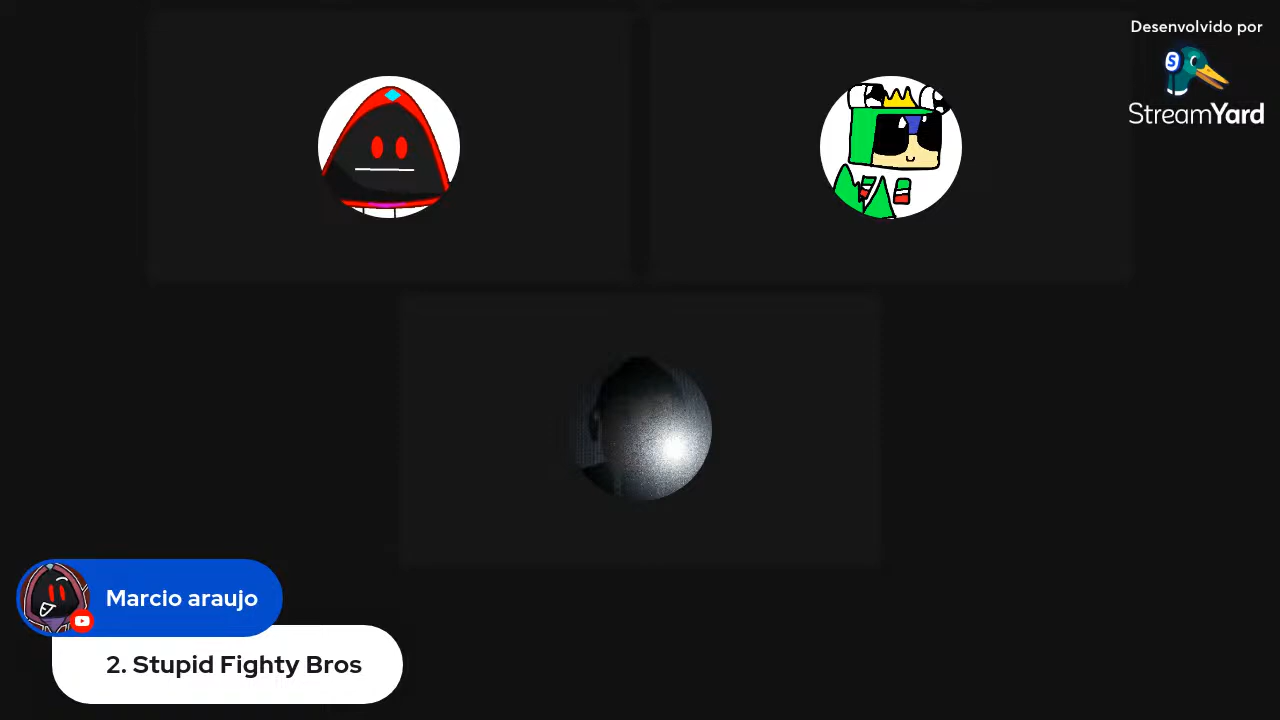 Desenvolvido por
S
StreamYard
Marcio araujo
2. Stupid Fighty Bros